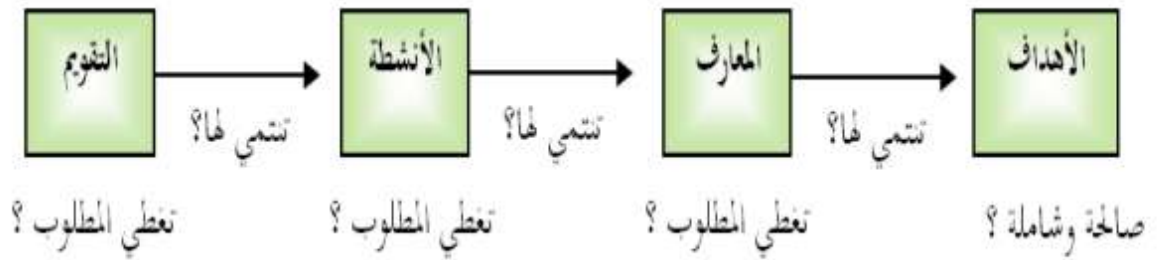 الأهداف المعارف الأنشطة التقويم
تنتمي لها؟ تنتمي لها؟ تنتمي لها؟
صالحة وشاملة ؟ تغطي المطلوب ؟ تغطي المطلوب ؟ تغطي المطلوب ؟